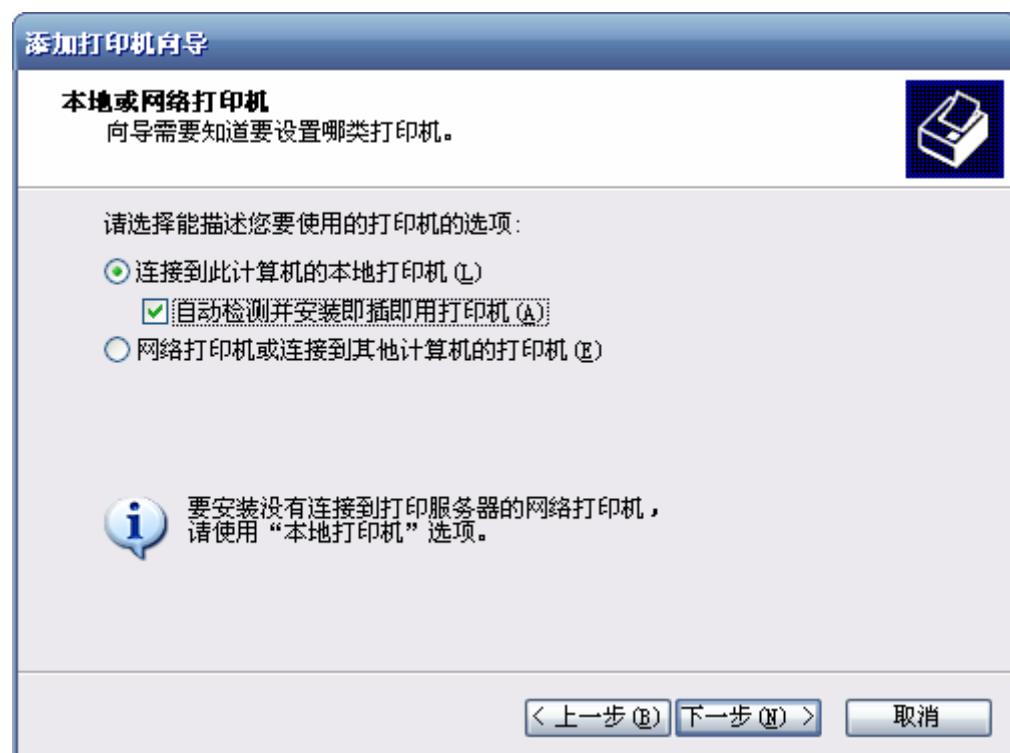 添加打印机向导
本地或网络打印机
向导需要知道要设置哪类打印机。
请选择能描述您要使用的打印机的选项:
连接到此计算机的本地打印机(L)
自动检测并安装即插即用打印机(A)
网络打印机或连接到其他计算机的打印机(E)
要安装没有连接到打印服务器的网络打印机，
请使用“本地打印机”选项。
< 上一步(B) 下一步(N) > 取消